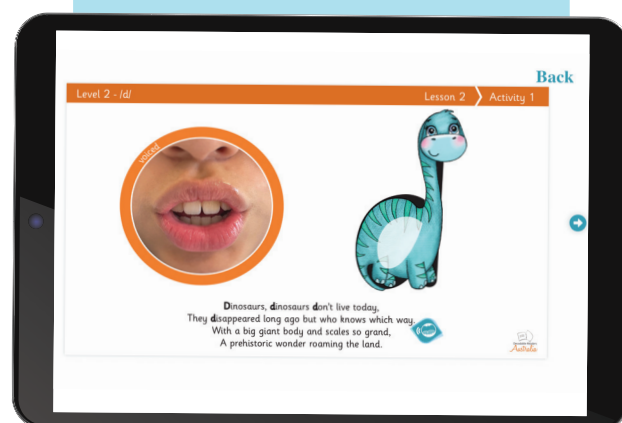 Back
Level 2 - /d/
Lesson 2 Activity 1
voiced
Dinosaurs, dinosaurs don't live today,
They disappeared long ago but who knows which way.
With a big giant body and scales so grand,
A prehistoric wonder roaming the land.
Australia